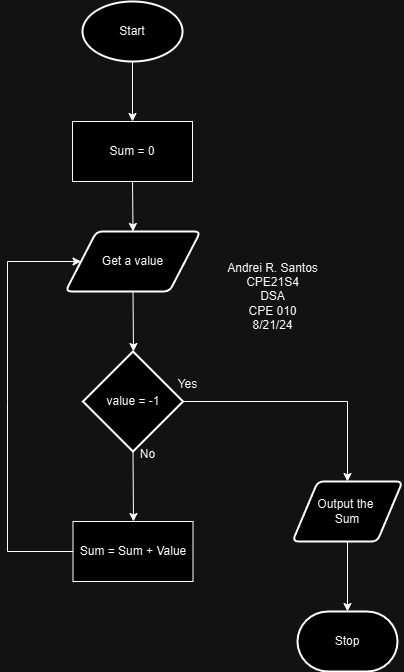 Start
Sum = 0
Get a value
Andrei R. Santos
CPE21S4
DSA
CPE 010
8/21/24
value = -1
Yes
No
Output the
Sum
Sum = Sum + Value
Stop